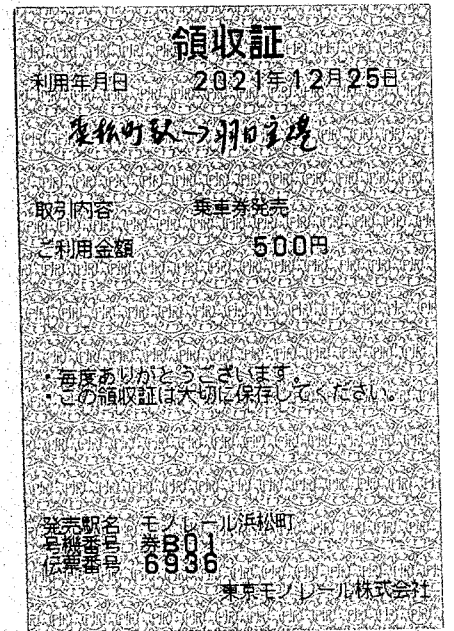 領収証
利用年月日 2021年12月25日
浜松町駅→羽田空港
取引内容 乗車券発売
ご利用金額 500円
・毎度ありがとうございます。
・この領収証は大切に保存してください。
発売駅名 モノレール浜松町
号機番号 券B01
伝票番号 6936
東京モノレール株式会社